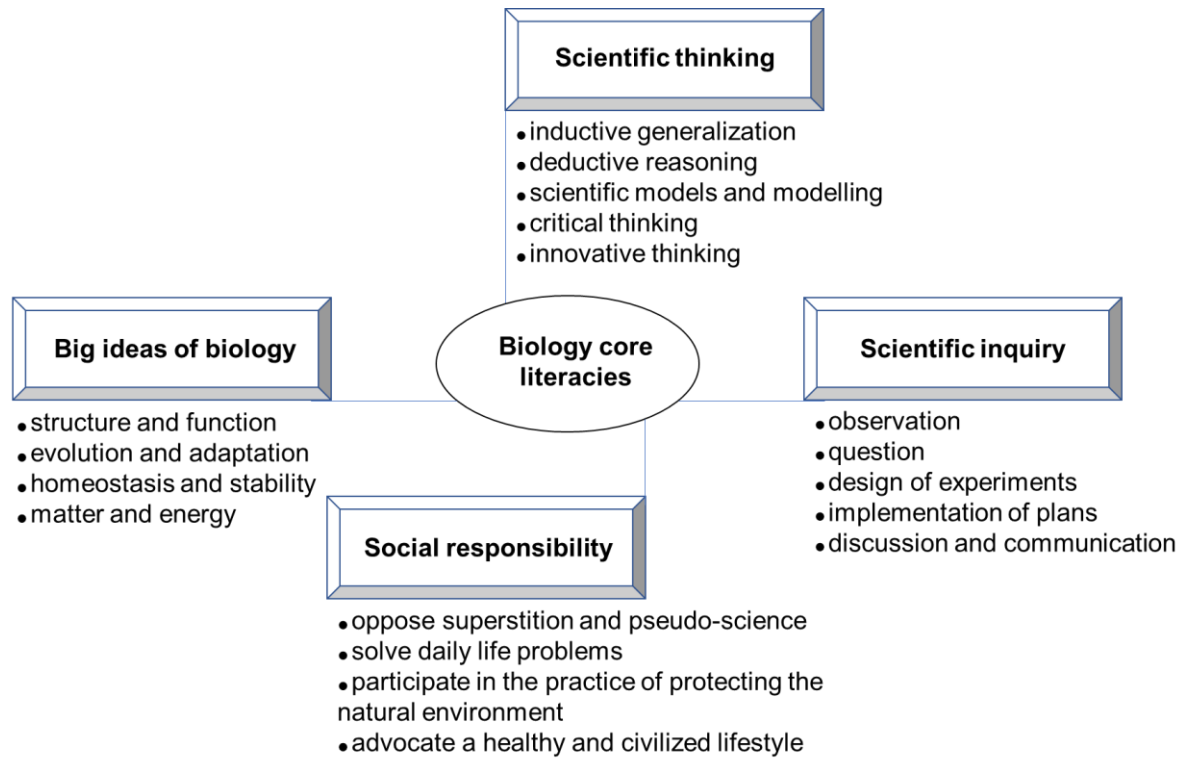 Scientific thinking
• inductive generalization
• deductive reasoning
• scientific models and modelling
• critical thinking
• innovative thinking
Big ideas of biology
• structure and function
• evolution and adaptation
• homeostasis and stability
• matter and energy
Biology core
literacies
Scientific inquiry
• observation
• question
• design of experiments
• implementation of plans
• discussion and communication
Social responsibility
• oppose superstition and pseudo-science
• solve daily life problems
• participate in the practice of protecting the
natural environment
• advocate a healthy and civilized lifestyle